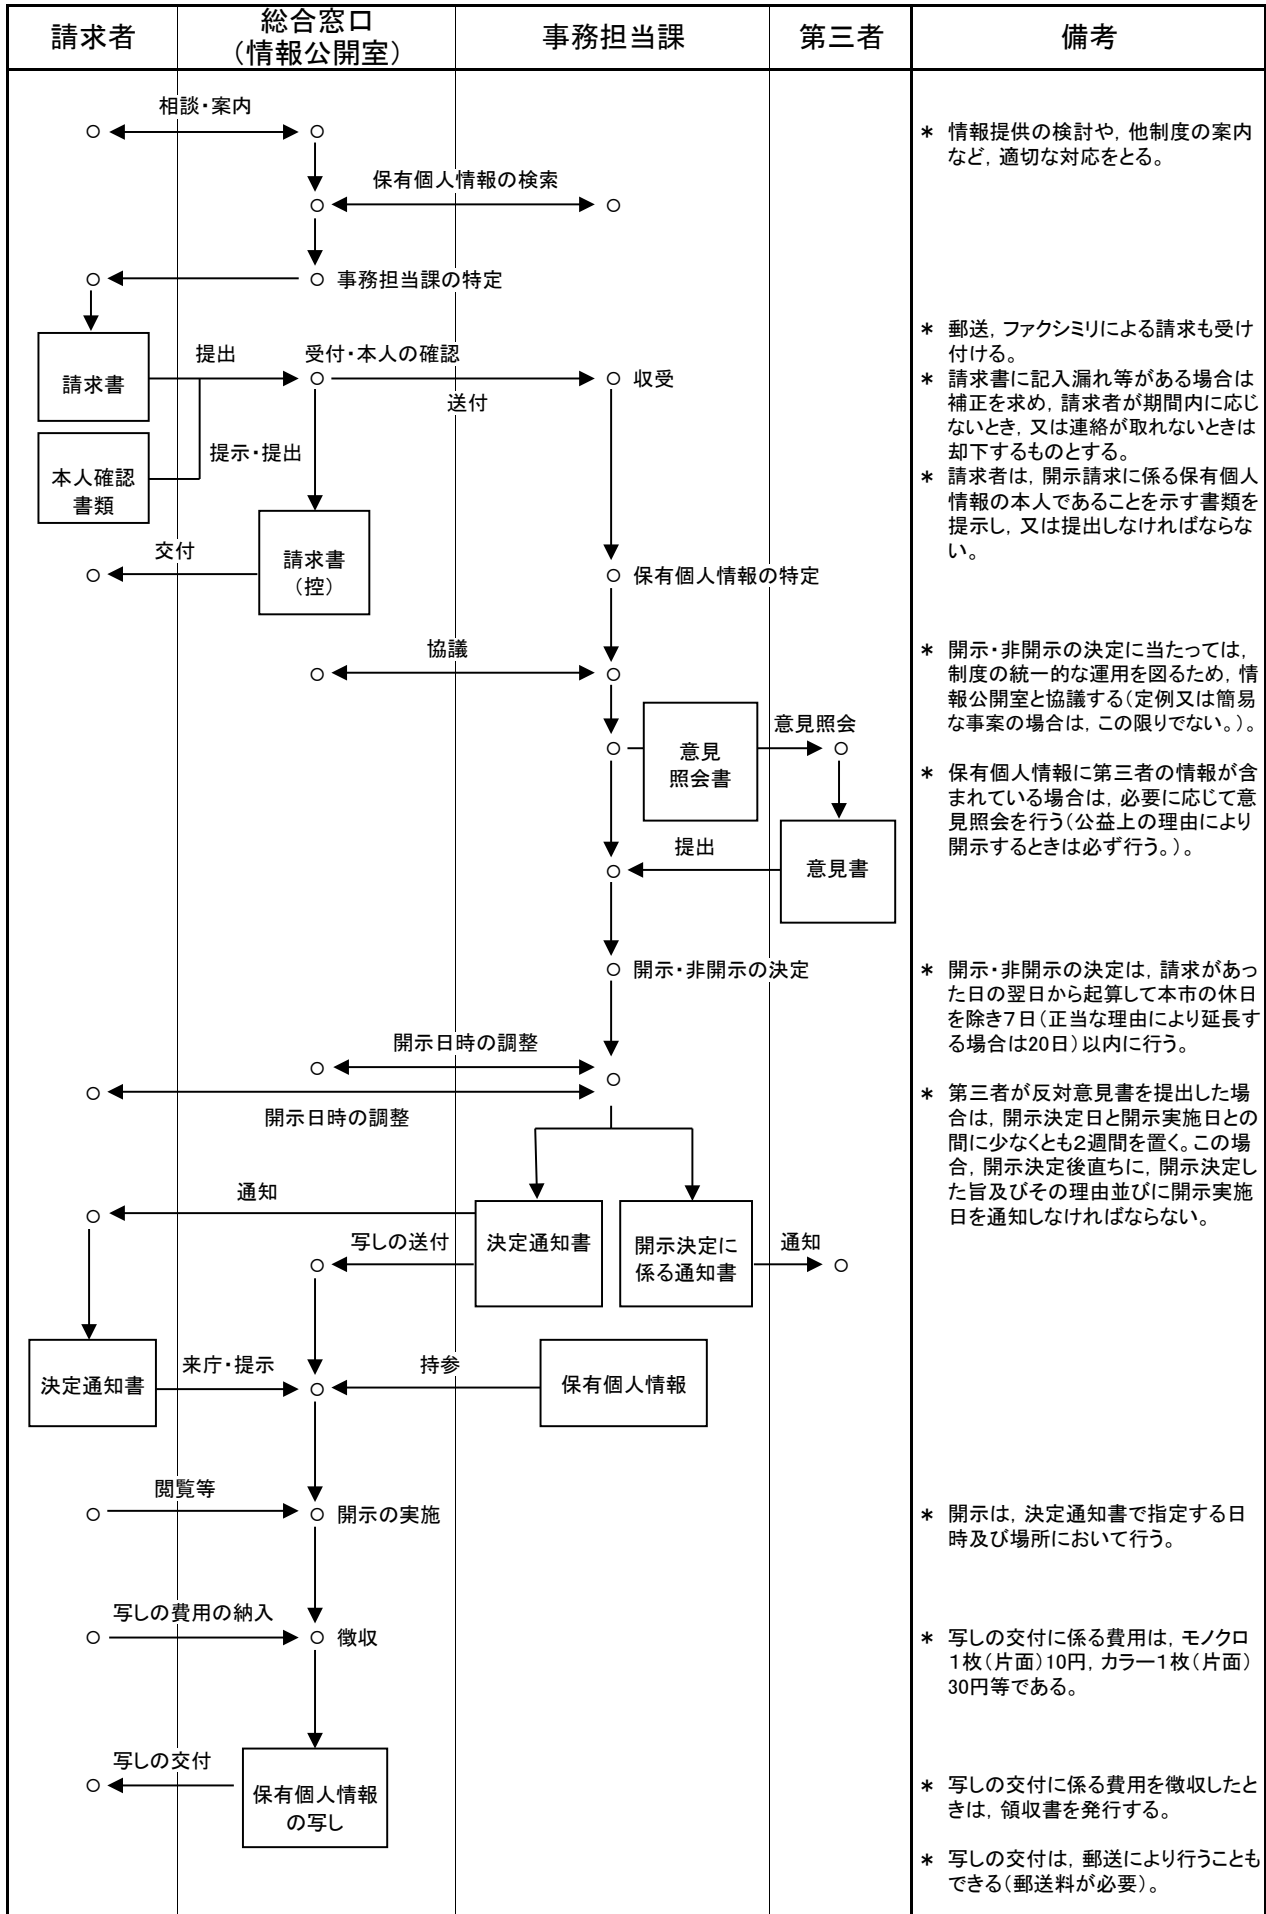 請求者
総合窓口
（情報公開室）
事務担当課
第三者
備考
相談・案内
＊ 情報提供の検討や，他制度の案内
など，適切な対応をとる。
保有個人情報の検索
事務担当課の特定
＊ 郵送，ファクシミリによる請求も受け
付ける。
提出
受付・本人の確認
請求書
収受
送付
＊ 請求書に記入漏れ等がある場合は
補正を求め，請求者が期間内に応じ
ないとき，又は連絡が取れないときは
却下するものとする。
提示・提出
本人確認
書類
＊ 請求者は，開示請求に係る保有個人
情報の本人であることを示す書類を
提示し，又は提出しなければならな
い。
交付
請求書
（控）
保有個人情報の特定
協議
＊ 開示・非開示の決定に当たっては，
制度の統一的な運用を図るため，情
報公開室と協議する（定例又は簡易
な事案の場合は，この限りでない。）。
意見照会
意見
照会書
＊ 保有個人情報に第三者の情報が含
まれている場合は，必要に応じて意
見照会を行う（公益上の理由により
開示するときは必ず行う。）。
提出
意見書
開示・非開示の決定
＊ 開示・非開示の決定は，請求があっ
た日の翌日から起算して本市の休日
を除き７日（正当な理由により延長す
る場合は20日）以内に行う。
開示日時の調整
開示日時の調整
＊ 第三者が反対意見書を提出した場
合は，開示決定日と開示実施日との
間に少なくとも２週間を置く。この場
合，開示決定後直ちに，開示決定し
た旨及びその理由並びに開示実施
日を通知しなければならない。
通知
写しの送付
決定通知書
開示決定に
係る通知書
通知
来庁・提示
持参
決定通知書
保有個人情報
閲覧等
開示の実施
＊ 開示は，決定通知書で指定する日
時及び場所において行う。
写しの費用の納入
徴収
＊ 写しの交付に係る費用は，モノクロ
１枚（片面）10円，カラー１枚（片面）
30円等である。
写しの交付
保有個人情報
の写し
＊ 写しの交付に係る費用を徴収したと
きは，領収書を発行する。
＊ 写しの交付は，郵送により行うことも
できる（郵送料が必要）。